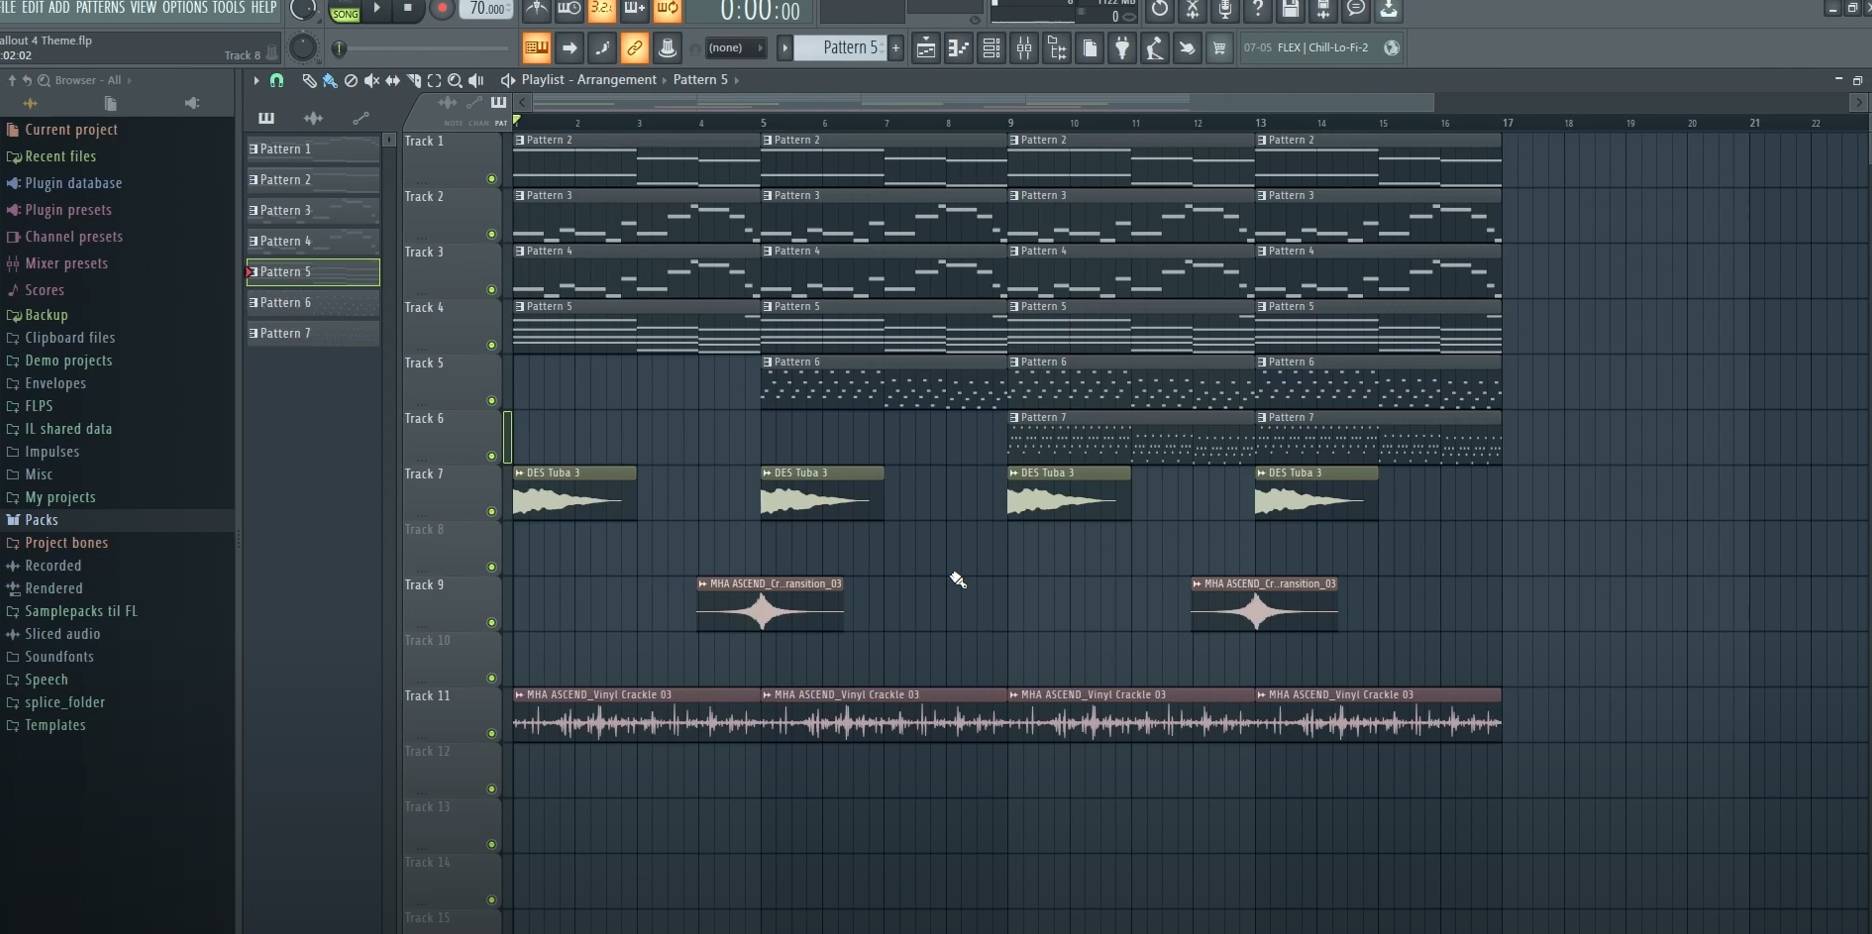 FILE EDIT ADD PATTERNS VIEW OPTIONS TOOLS HELP
SONG
70.000
3.2.
0:00:00
8
1122 MB
0
allout 4 Theme.flp
:02:02
Track 8
(none)
Pattern 5
07-05 FLEX | Chill-Lo-Fi-2
Browser - All
Playlist - Arrangement
Pattern 5
NOTE CHAN PAT
2 3 4 5 6 7 8 9 10 11 12 13 14 15 16 17 18 19 20 21 22
Current project
Recent files
Plugin database
Plugin presets
Channel presets
Mixer presets
Scores
Backup
Clipboard files
Demo projects
Envelopes
FLPS
IL shared data
Impulses
Misc
My projects
Packs
Project bones
Recorded
Rendered
Samplepacks til FL
Sliced audio
Soundfonts
Speech
splice_folder
Templates
Pattern 1
Pattern 2
Pattern 3
Pattern 4
Pattern 5
Pattern 6
Pattern 7
Track 1
Pattern 2 Pattern 2 Pattern 2 Pattern 2
Track 2
Pattern 3 Pattern 3 Pattern 3 Pattern 3
Track 3
Pattern 4 Pattern 4 Pattern 4 Pattern 4
Track 4
Pattern 5 Pattern 5 Pattern 5 Pattern 5
Track 5
Pattern 6 Pattern 6 Pattern 6
Track 6
Pattern 7 Pattern 7
Track 7
DES Tuba 3 DES Tuba 3 DES Tuba 3 DES Tuba 3
Track 8
Track 9
MHA ASCEND_Cr..ransition_03 MHA ASCEND_Cr..ransition_03
Track 10
Track 11
MHA ASCEND_Vinyl Crackle 03 MHA ASCEND_Vinyl Crackle 03 MHA ASCEND_Vinyl Crackle 03 MHA ASCEND_Vinyl Crackle 03
Track 12
Track 13
Track 14
Track 15